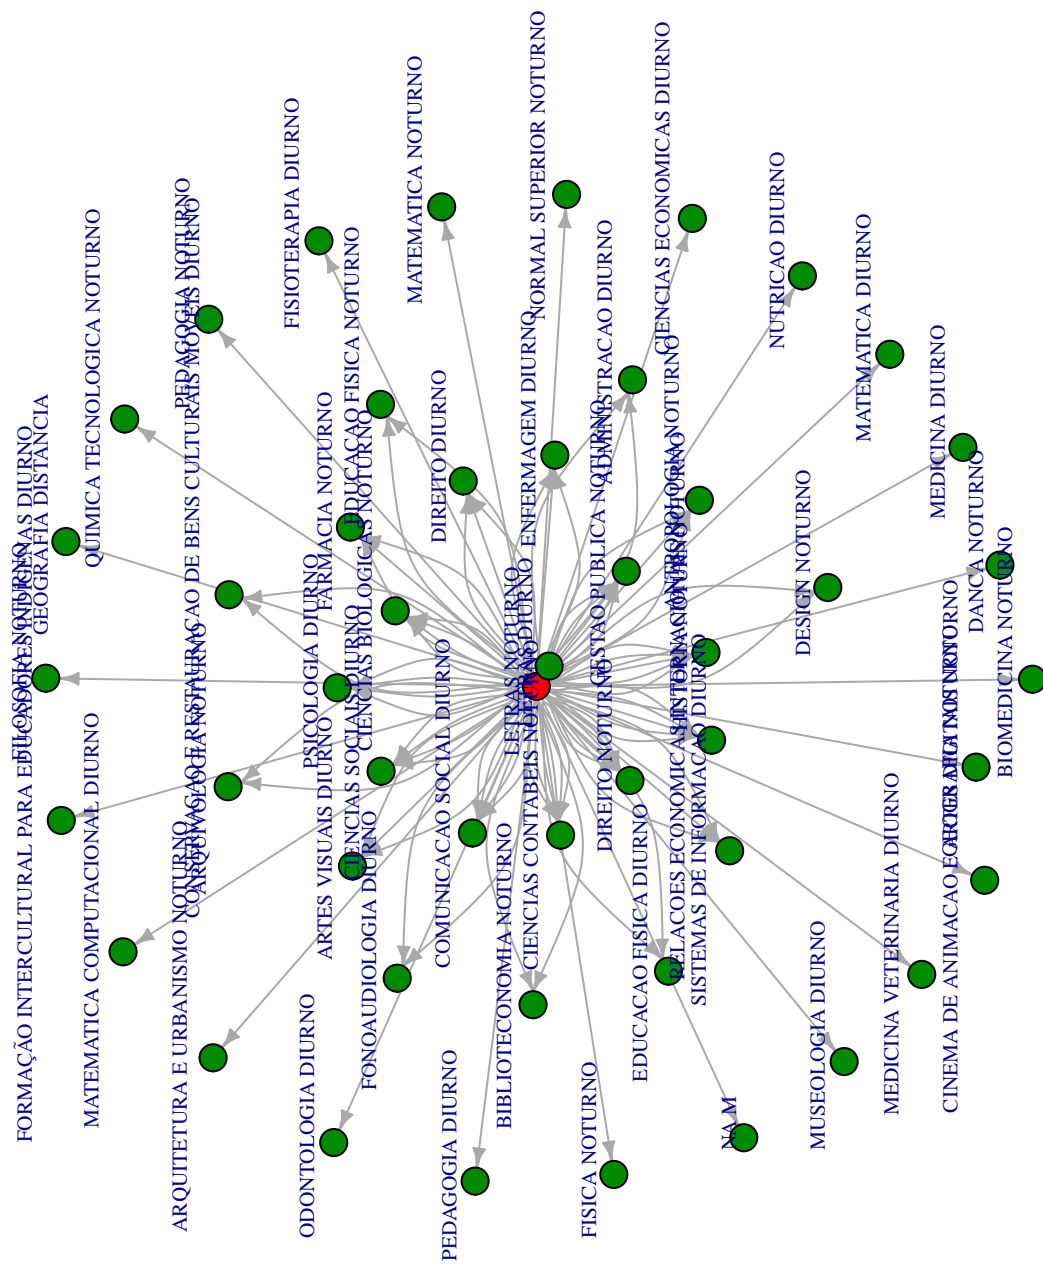 NORMAL SUPERIOR NOTURNO
CIENCIAS ECONOMICAS DIURNO
MATEMATICA NOTURNO
FISIOTERAPIA DIURNO
NUTRICAO DIURNO
PEDAGOGIA NOTURNO
CONSERVAÇAO E RESTAURACAO DE BENS CULTURAIS MOVEIS DIURNO
QUIMICA TECNOLOGICA NOTURNO
MATEMATICA DIURNO
ADMINISTRACAO DIURNO
EDUCACAO FISICA NOTURNO
ENFERMAGEM DIURNO
MEDICINA DIURNO
ANTROPOLOGIA NOTURNO
DIREITO DIURNO
FARMACIA NOTURNO
GEOGRAFIA DISTÂNCIA
GESTAO PUBLICA NOTURNO
CIENCIAS BIOLOGICAS NOTURNO
FORMAÇÃO INTERCULTURAL PARA EDUCADORES INDIGENAS DIURNO
DANCA NOTURNO
DESIGN NOTURNO
BIOMEDICINA NOTURNO
FILOSOFIA NOTURNO
PSICOLOGIA DIURNO
LETRAS NOTURNO
LETRAS DIURNO
CIENCIAS SOCIAIS DIURNO
ARQUIVOLOGIA NOTURNO
COMUNICACAO SOCIAL DIURNO
CIENCIAS CONTABEIS NOTURNO
DIREITO NOTURNO
RELACOES ECONOMICAS INTERNACIONAIS NOTURNO
SISTEMAS DE INFORMACAO DIURNO
MATEMATICA COMPUTACIONAL DIURNO
ARTES VISUAIS DIURNO
CINEMA DE ANIMACAO E ARTES DIGITAIS NOTURNO
MEDICINA VETERINARIA DIURNO
EDUCACAO FISICA DIURNO
FONOAUDIOLOGIA DIURNO
ARQUITETURA E URBANISMO NOTURNO
BIBLIOTECONOMIA NOTURNO
MUSEOLOGIA DIURNO
ODONTOLOGIA DIURNO
PEDAGOGIA DIURNO
FISICA NOTURNO
NA M